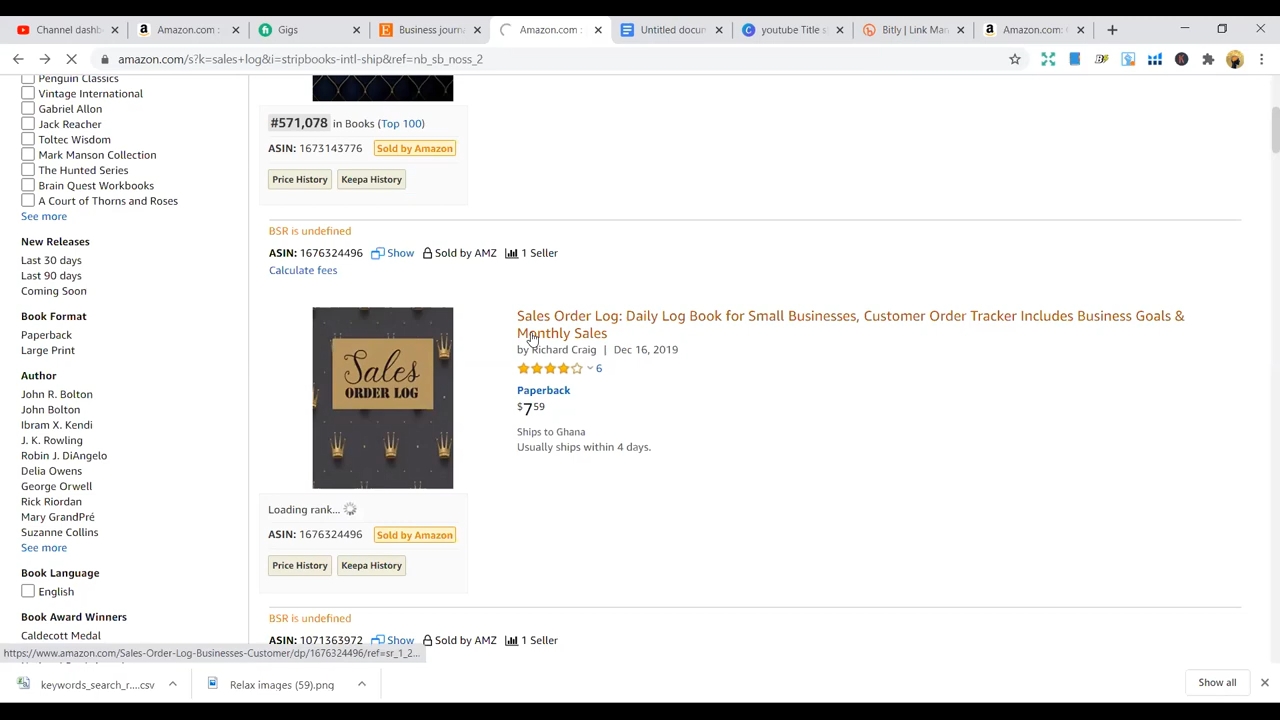 Channel dashb
Amazon.com :
Gigs
Business journa
Amazon.com :
Untitled docum
youtube Title s
Bitly | Link Mar
Amazon.com: 
amazon.com/s?k=sales+log&i=stripbooks-intl-ship&ref=nb_sb_noss_2
Penguin Classics
Vintage International
Gabriel Allon
Jack Reacher
Toltec Wisdom
Mark Manson Collection
The Hunted Series
Brain Quest Workbooks
A Court of Thorns and Roses
See more
New Releases
Last 30 days
Last 90 days
Coming Soon
Book Format
Paperback
Large Print
Author
John R. Bolton
John Bolton
Ibram X. Kendi
J. K. Rowling
Robin J. DiAngelo
Delia Owens
George Orwell
Rick Riordan
Mary GrandPré
Suzanne Collins
See more
Book Language
English
Book Award Winners
Caldecott Medal
#571,078 in Books (Top 100)
ASIN: 1673143776 Sold by Amazon
Price History Keepa History
BSR is undefined
ASIN: 1676324496 Show Sold by AMZ 1 Seller
Calculate fees
Sales
ORDER LOG
Sales Order Log: Daily Log Book for Small Businesses, Customer Order Tracker Includes Business Goals &
Monthly Sales
by Richard Craig | Dec 16, 2019
6
Paperback
$7 59
Ships to Ghana
Usually ships within 4 days.
Loading rank...
ASIN: 1676324496 Sold by Amazon
Price History Keepa History
BSR is undefined
ASIN: 1071363972 Show Sold by AMZ 1 Seller
https://www.amazon.com/Sales-Order-Log-Businesses-Customer/dp/1676324496/ref=sr_1_2...
keywords_search_r....csv
Relax images (59).png
Show all